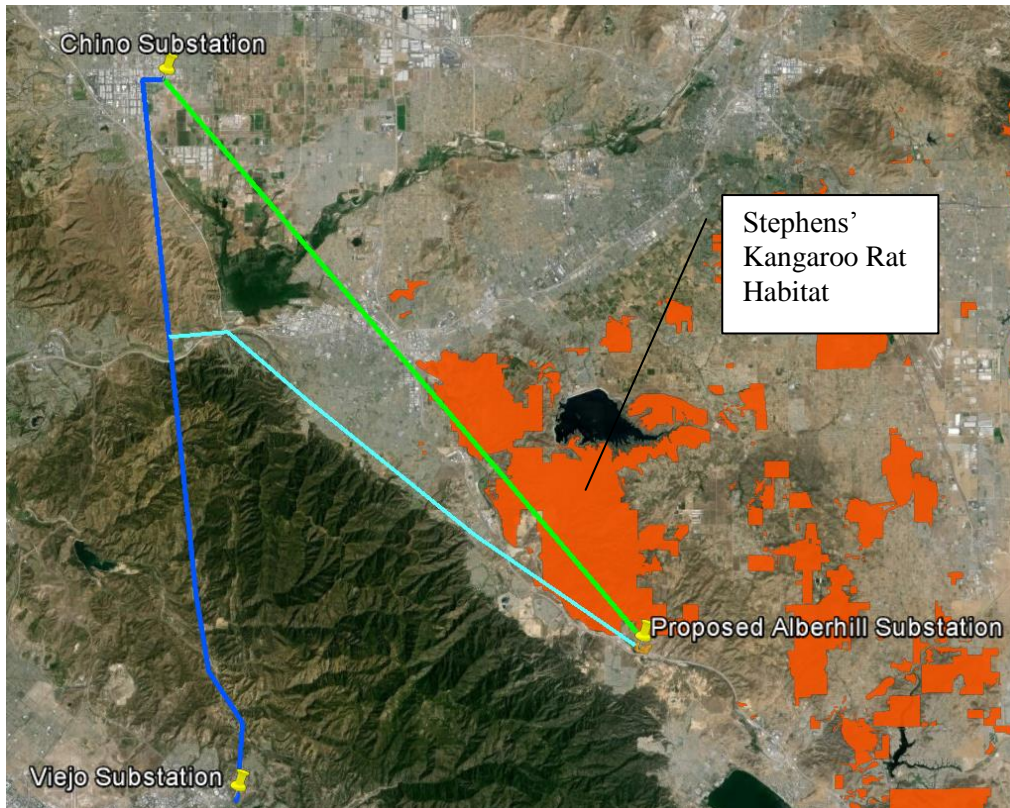 Chino Substation
Stephens’
Kangaroo Rat
Habitat
Proposed Alberhill Substation
Viejo Substation